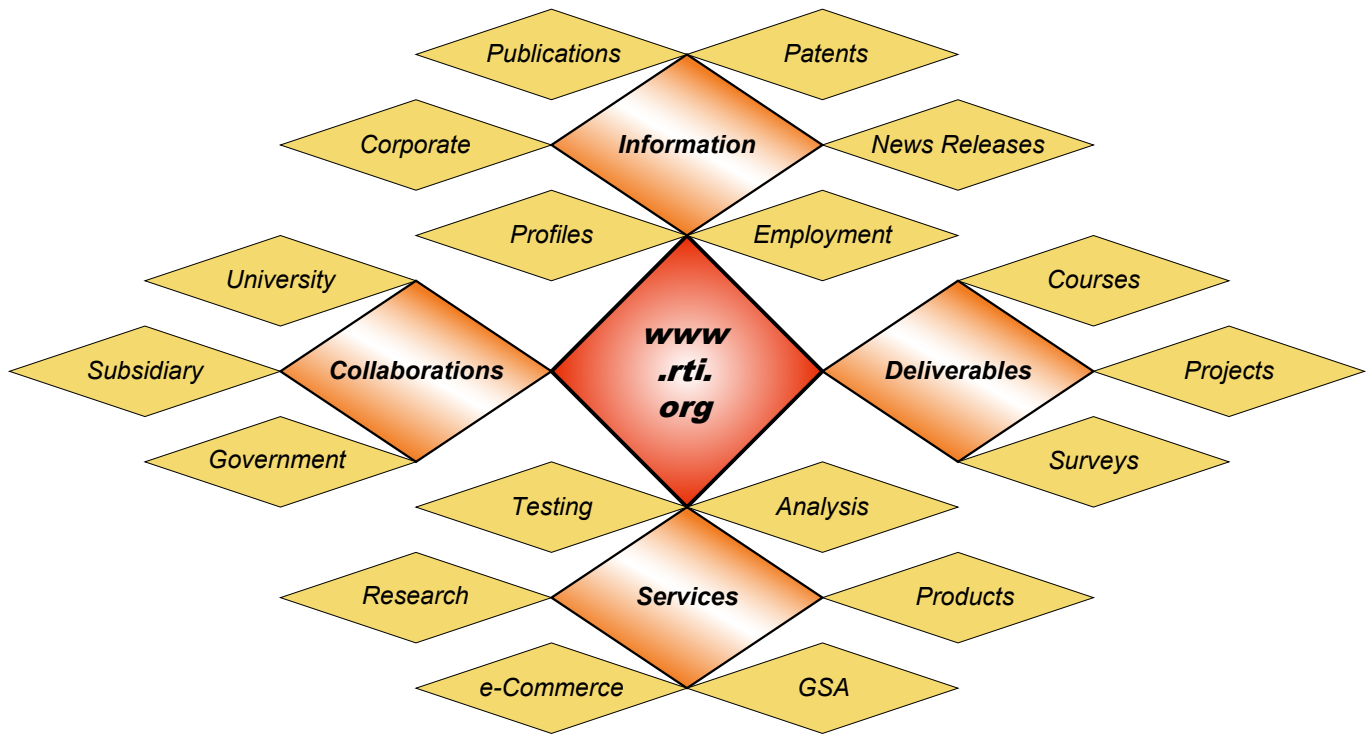 Publications
Patents
Corporate
Information
News Releases
Profiles
Employment
University
Courses
Subsidiary
Collaborations
www
.rti.
org
Deliverables
Projects
Government
Surveys
Testing
Analysis
Research
Services
Products
e-Commerce
GSA